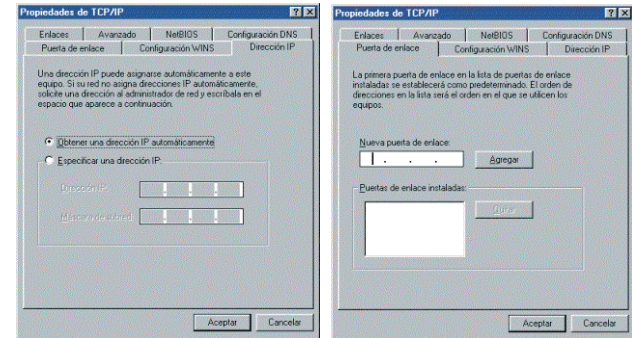 Propiedades de TCP/IP
Enlaces Avanzado NetBIOS Configuración DNS
Puerta de enlace Configuración WINS Dirección IP
Una dirección IP puede asignarse automáticamente a este
equipo. Si su red no asigna direcciones IP automáticamente,
solicite una dirección al administrador de red y escríbala en el
espacio que aparece a continuación.
Obtener una dirección IP automáticamente
Especificar una dirección IP:
Dirección IP:
Máscara de subred:
Aceptar Cancelar
Propiedades de TCP/IP
Enlaces Avanzado NetBIOS Configuración DNS
Puerta de enlace Configuración WINS Dirección IP
La primera puerta de enlace en la lista de puertas de enlace
instaladas se establecerá como predeterminado. El orden de
direcciones en la lista será el orden en el que se utilicen los
equipos.
Nueva puerta de enlace:
Agregar
Puertas de enlace instaladas:
Quitar
Aceptar Cancelar